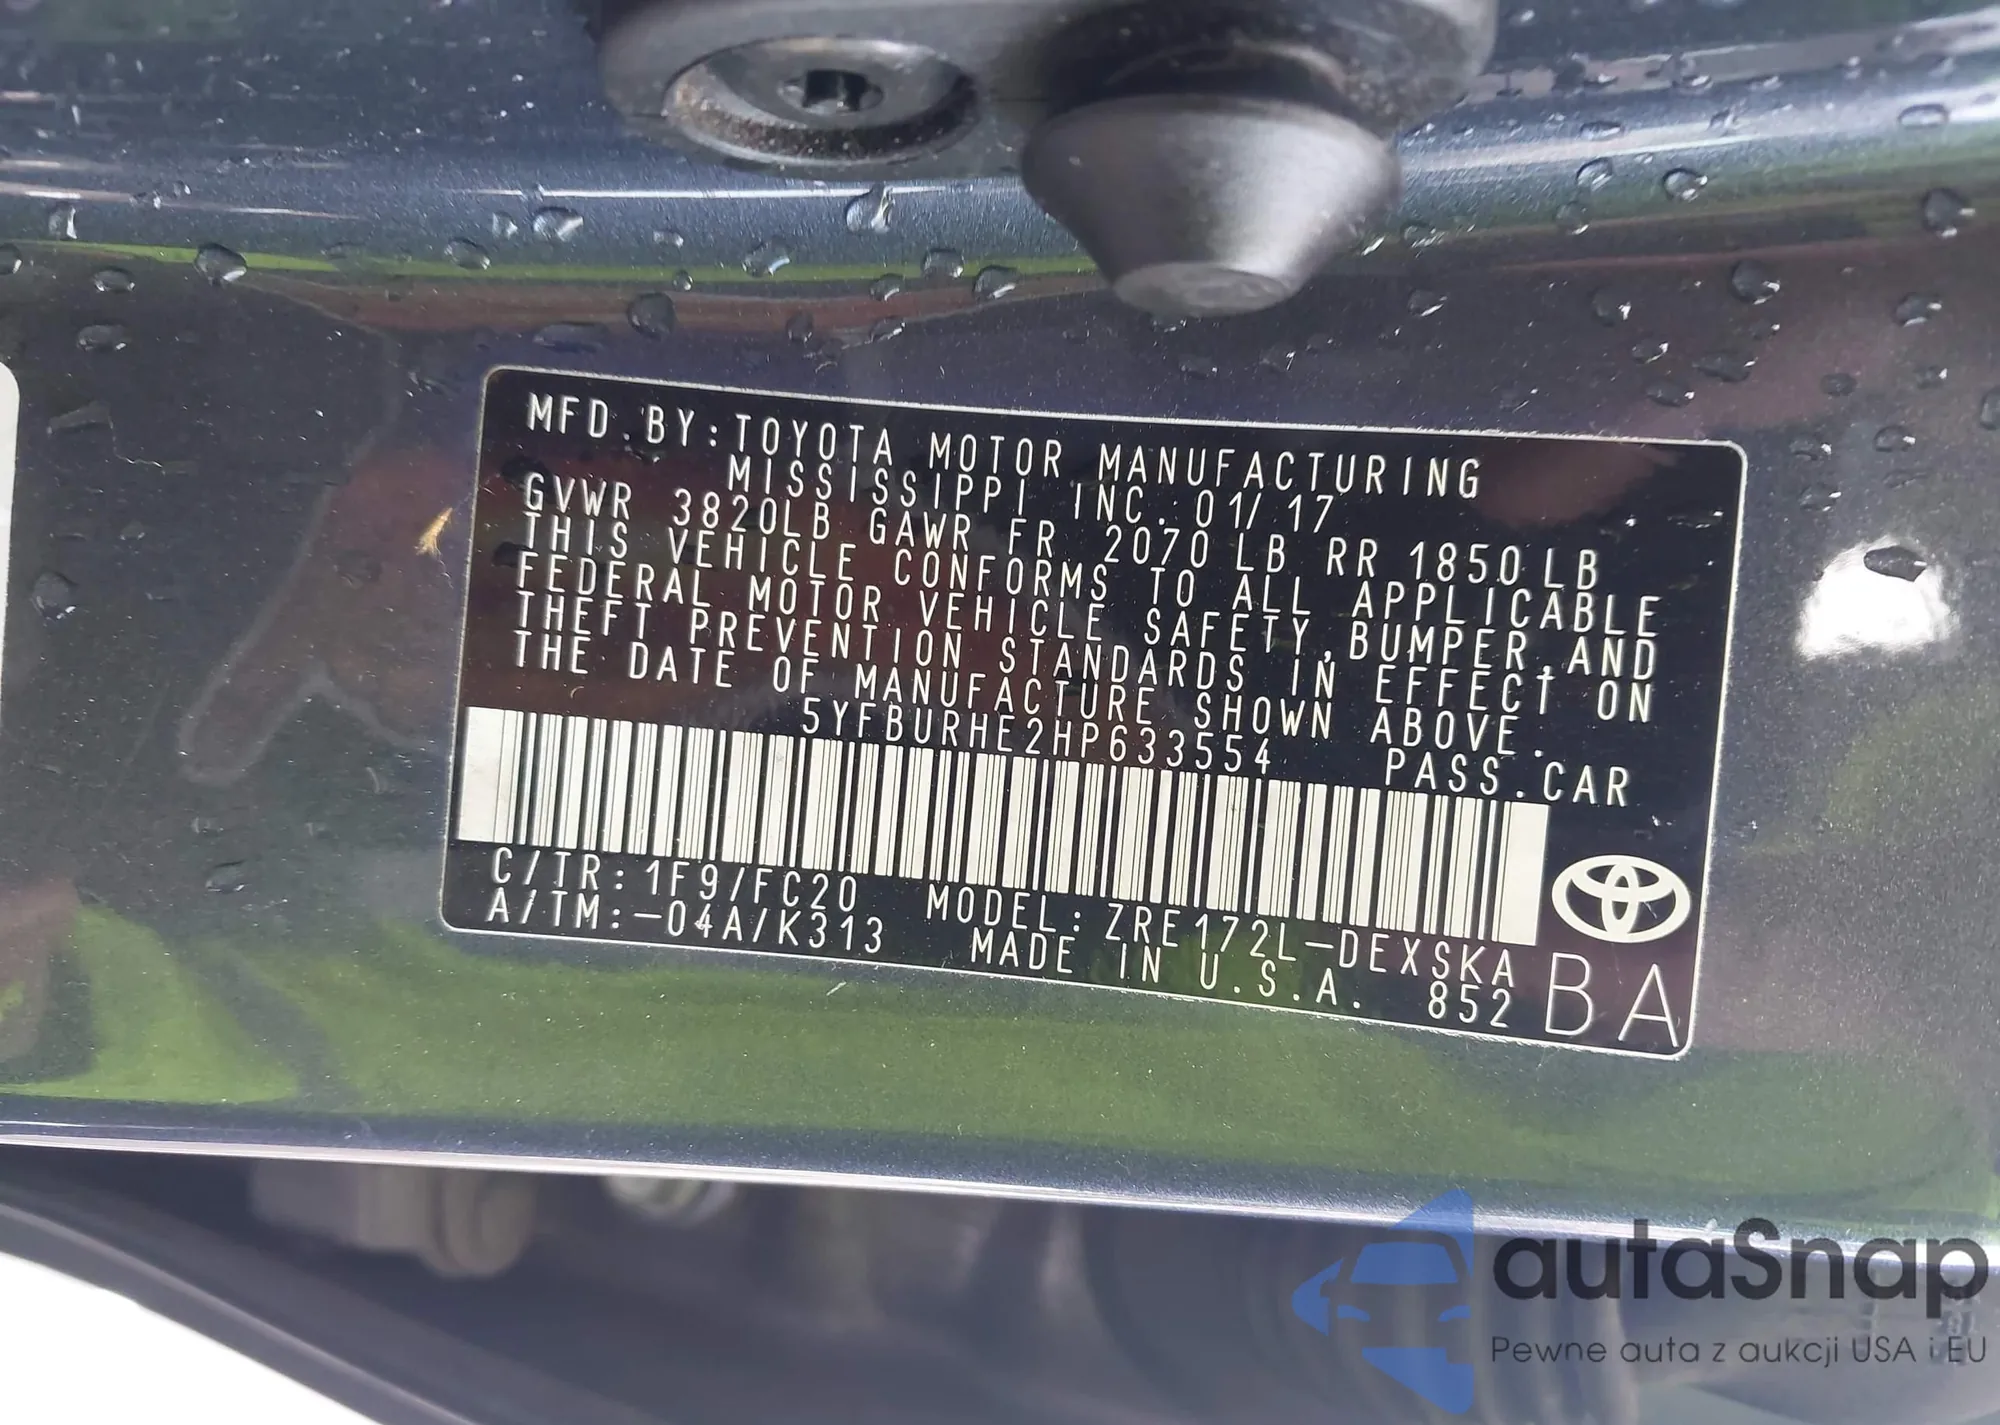 MFD.BY:TOYOTA MOTOR MANUFACTURING
MISSISSIPPI INC. 01/17
GVWR 3820LB GAWR FR 2070LB RR 1850LB
THIS VEHICLE CONFORMS TO ALL APPLICABLE
FEDERAL MOTOR VEHICLE SAFETY,BUMPER,AND
THEFT PREVENTION STANDARDS IN EFFECT ON
THE DATE OF MANUFACTURE SHOWN ABOVE.
5YFBURHE2HP633554 PASS.CAR
C/TR:1F9/FC20 MODEL:ZRE172L-DEXSKA
A/TM:-04A/K313 MADE IN U.S.A. 852
BA
autaSnap
Pewne auta z aukcji USA i EU